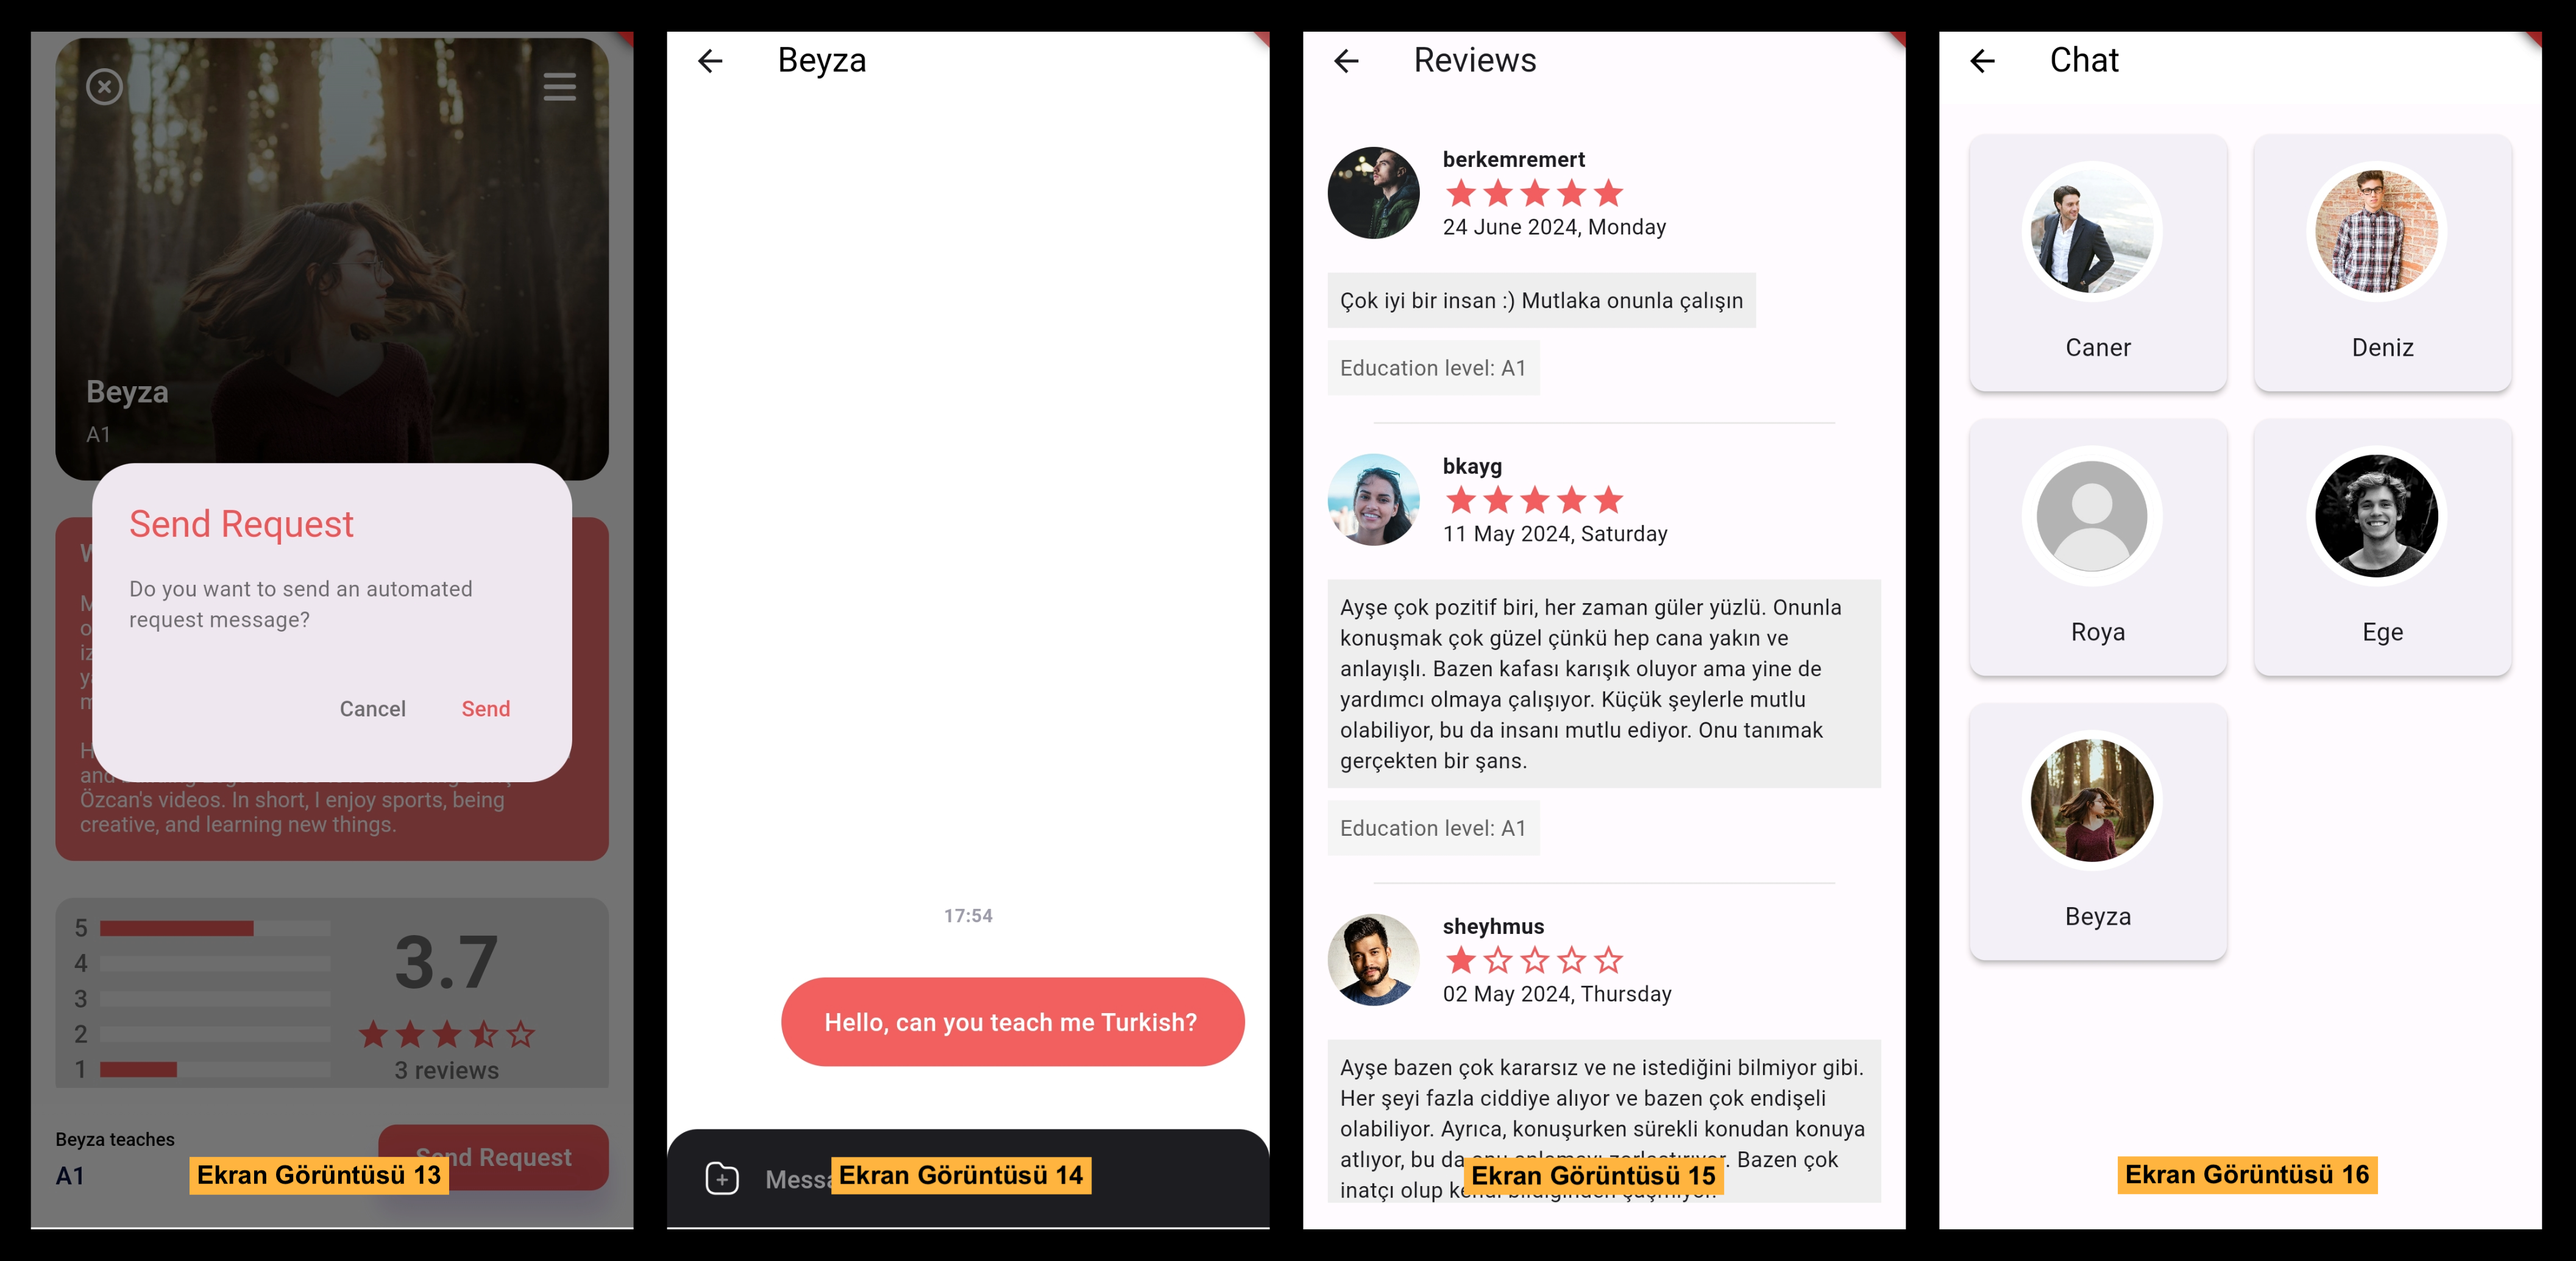 Beyza
A1
Send Request
Do you want to send an automated
request message?
Cancel
Send
and
Özcan's videos. In short, I enjoy sports, being
creative, and learning new things.
5
4
3
2
1
3.7
3 reviews
Beyza teaches
A1
Send Request
Ekran Görüntüsü 13
Beyza
17:54
Hello, can you teach me Turkish?
Ekran Görüntüsü 14
Reviews
berkemremert
24 June 2024, Monday
Çok iyi bir insan :) Mutlaka onunla çalışın
Education level: A1
bkayg
11 May 2024, Saturday
Ayşe çok pozitif biri, her zaman güler yüzlü. Onunla
konuşmak çok güzel çünkü hep cana yakın ve
anlayışlı. Bazen kafası karışık oluyor ama yine de
yardımcı olmaya çalışıyor. Küçük şeylerle mutlu
olabiliyor, bu da insanı mutlu ediyor. Onu tanımak
gerçekten bir şans.
Education level: A1
sheyhmus
02 May 2024, Thursday
Ayşe bazen çok kararsız ve ne istediğini bilmiyor gibi.
Her şeyi fazla ciddiye alıyor ve bazen çok endişeli
olabiliyor. Ayrıca, konuşurken sürekli konudan konuya
atlıyor, bu da Bazen çok
inatçı olup
Ekran Görüntüsü 15
Chat
Caner
Deniz
Roya
Ege
Beyza
Ekran Görüntüsü 16